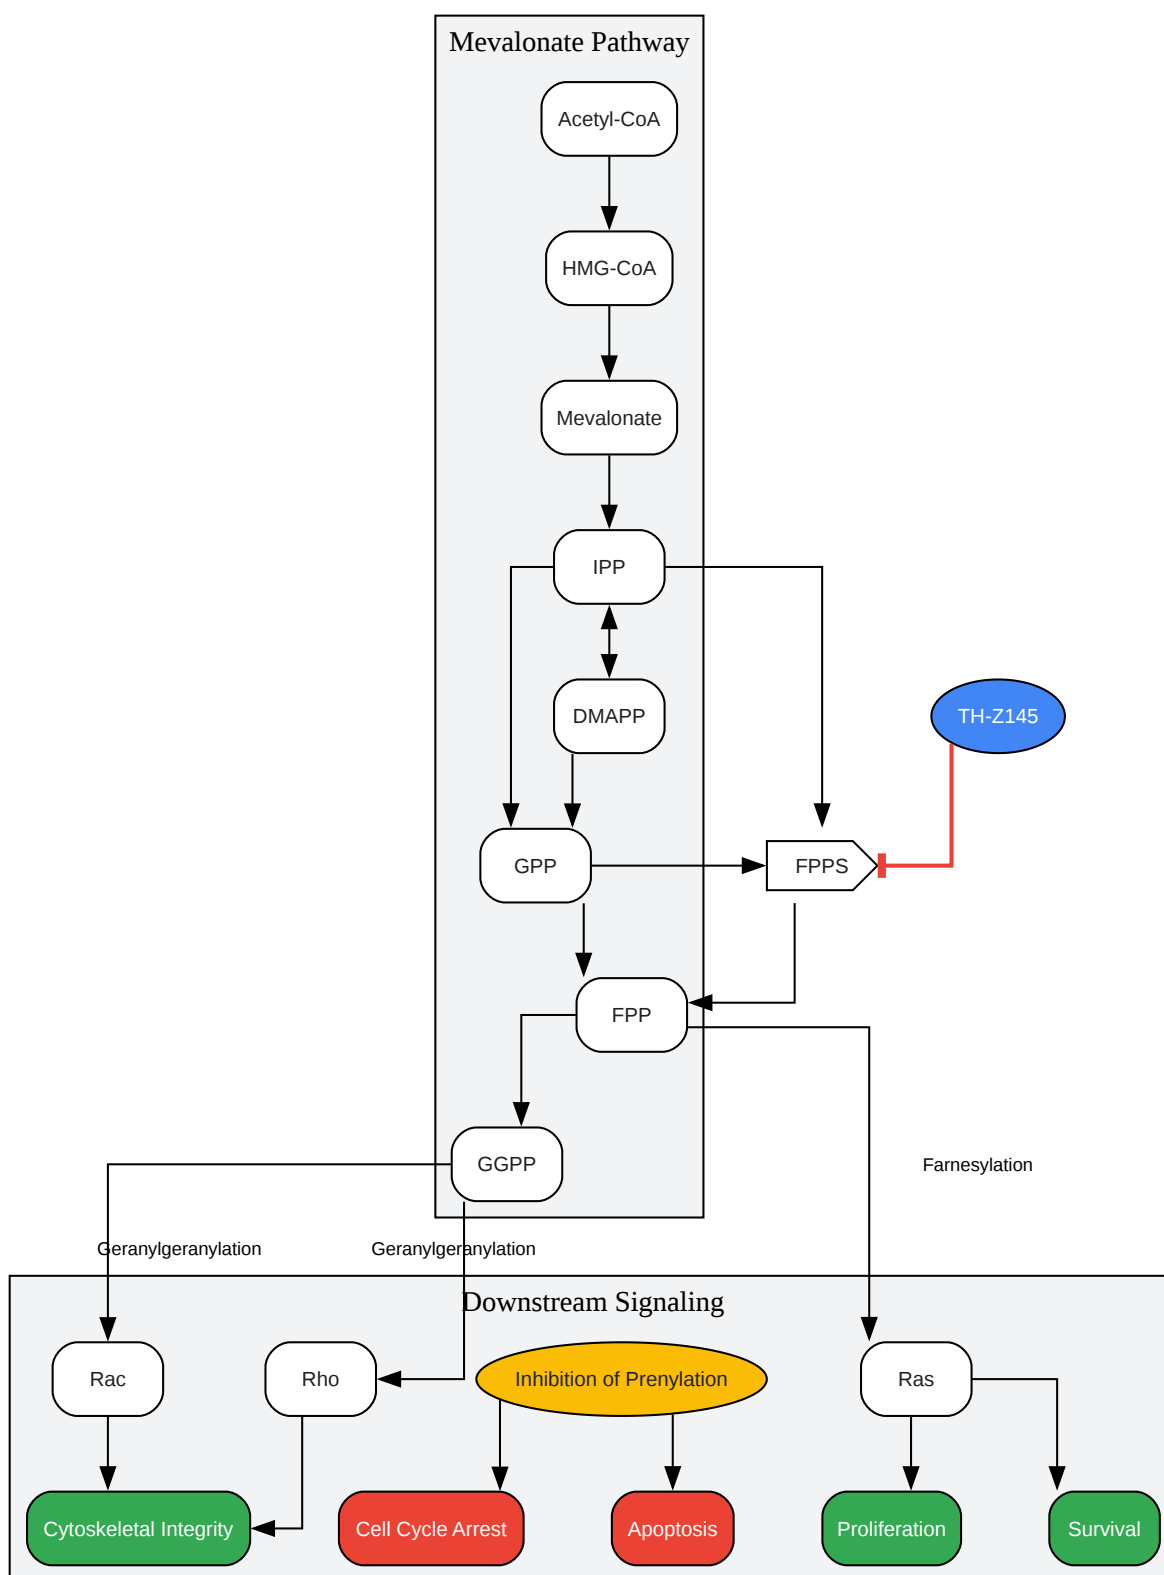 Mevalonate Pathway
Acetyl-CoA
HMG-CoA
Mevalonate
IPP
DMAPP
TH-Z145
GPP
FPPS
FPP
GGPP
Farnesylation
Geranylgeranylation
Geranylgeranylation
Downstream Signaling
Rac
Rho
Inhibition of Prenylation
Ras
Cytoskeletal Integrity
Cell Cycle Arrest
Apoptosis
Proliferation
Survival